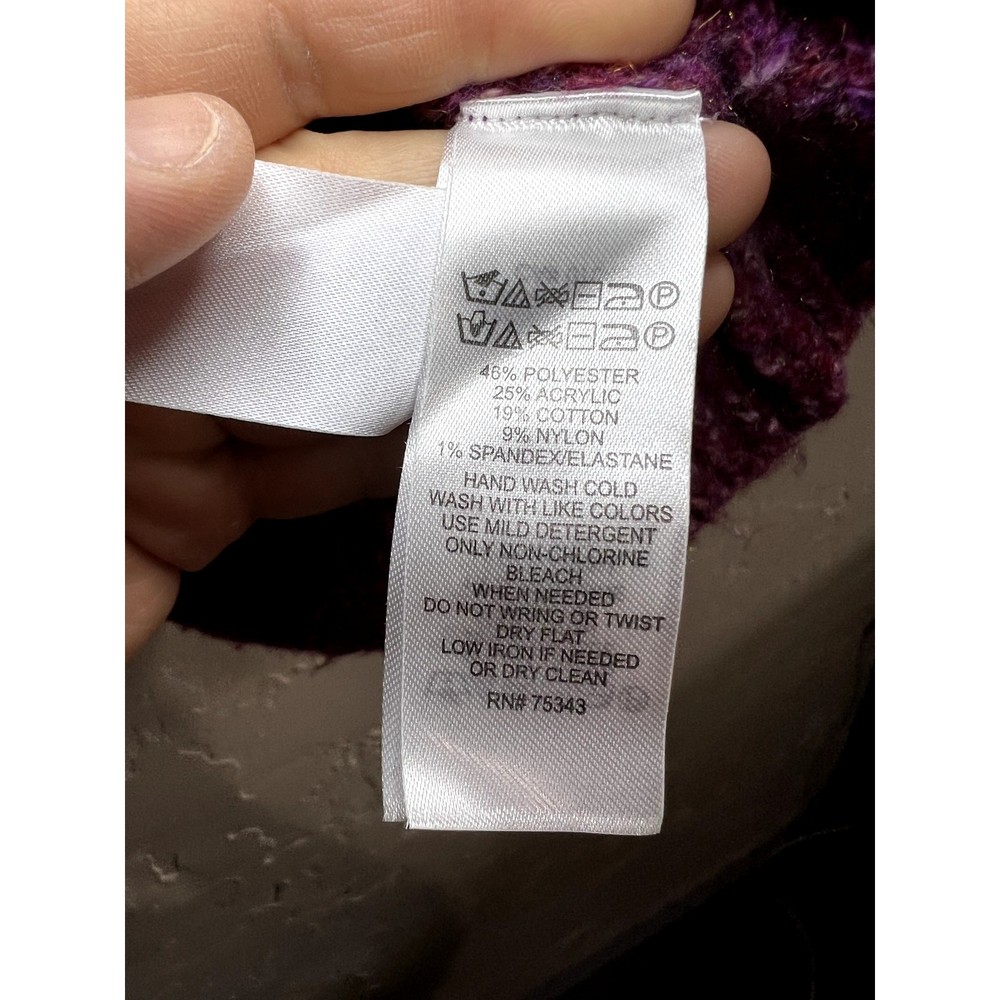 46% POLYESTER
25% ACRYLIC
19% COTTON
9% NYLON
1% SPANDEX/ELASTANE
HAND WASH COLD
WASH WITH LIKE COLORS
USE MILD DETERGENT
ONLY NON-CHLORINE
BLEACH
WHEN NEEDED
DO NOT WRING OR TWIST
DRY FLAT
LOW IRON IF NEEDED
OR DRY CLEAN
RN# 75343